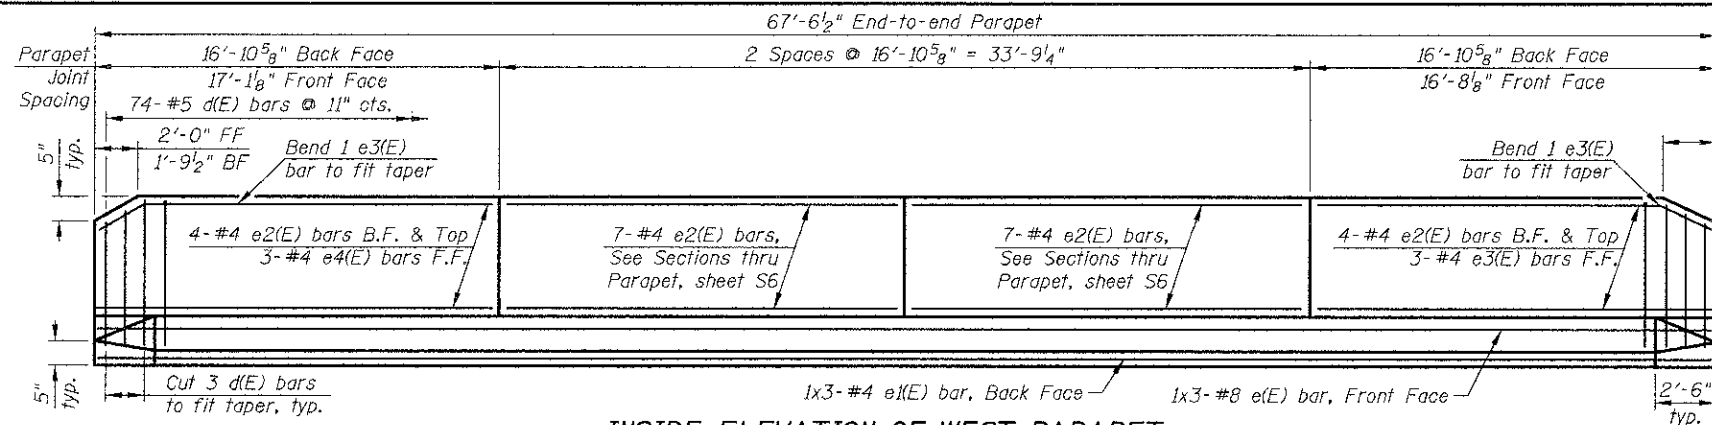 67'-6½" End-to-end Parapet
Parapet
Joint
Spacing
16'-10⅝" Back Face
17'-1⅛" Front Face
2 Spaces @ 16'-10⅝" = 33'-9¼"
16'-10⅝" Back Face
16'-8⅛" Front Face
74- #5 d(E) bars @ 11" cts.
2'-0" FF
1'-9½" BF
5"
typ.
Bend 1 e3(E)
bar to fit taper
Bend 1 e3(E)
bar to fit taper
4- #4 e2(E) bars B.F. & Top
3- #4 e4(E) bars F.F.
7- #4 e2(E) bars,
See Sections thru
Parapet, sheet S6
7- #4 e2(E) bars,
See Sections thru
Parapet, sheet S6
4- #4 e2(E) bars B.F. & Top
3- #4 e3(E) bars F.F.
5"
typ.
Cut 3 d(E) bars
to fit taper, typ.
1x3- #4 e1(E) bar, Back Face
1x3- #8 e(E) bar, Front Face
2'-6"
typ.
INSIDE ELEVATION OF WEST PARAPET